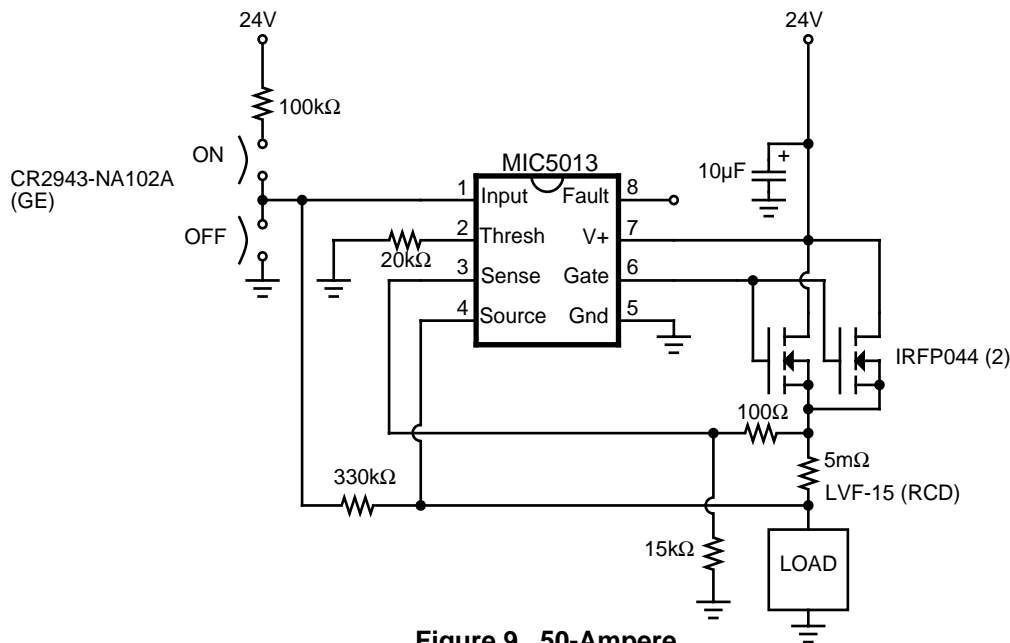 24V
24V
100kΩ
ON
CR2943-NA102A
(GE)
OFF
10µF
+
MIC5013
1
Input
Fault
8
2
Thresh
V+
7
20kΩ
3
Sense
Gate
6
4
Source
Gnd
5
IRFP044 (2)
100Ω
5mΩ
LVF-15 (RCD)
330kΩ
15kΩ
LOAD
Figure 9. 50-Ampere